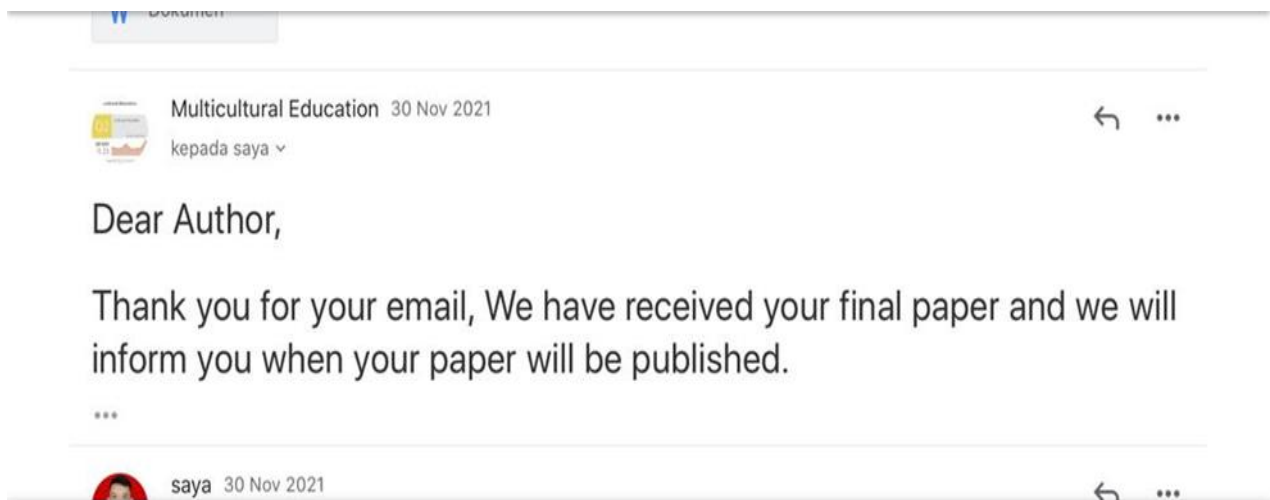 W Dokumen
Multicultural Education 30 Nov 2021
kepada saya
Dear Author,
Thank you for your email, We have received your final paper and we will
inform you when your paper will be published.
saya 30 Nov 2021